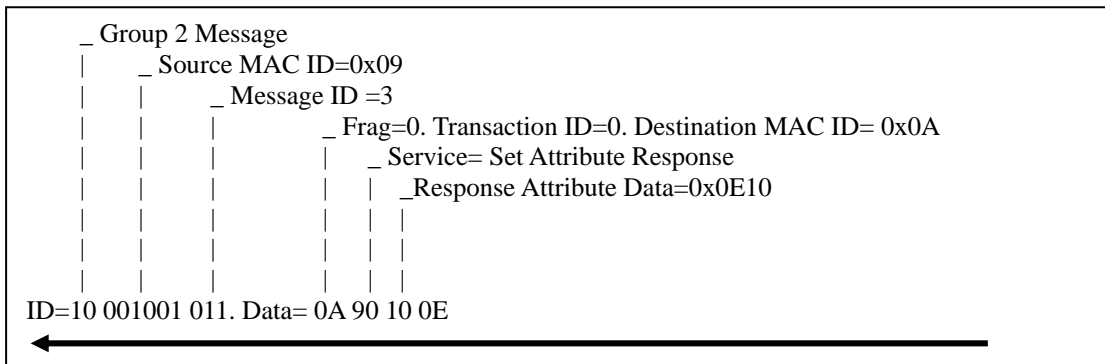 _ Group 2 Message
| _ Source MAC ID=0x09
| | _ Message ID =3
| | | _ Frag=0. Transaction ID=0. Destination MAC ID= 0x0A
| | | | _ Service= Set Attribute Response
| | | | | _Response Attribute Data=0x0E10
| | | | | |
| | | | | |
| | | | | |
| | | | | |
ID=10 001001 011. Data= 0A 90 10 0E